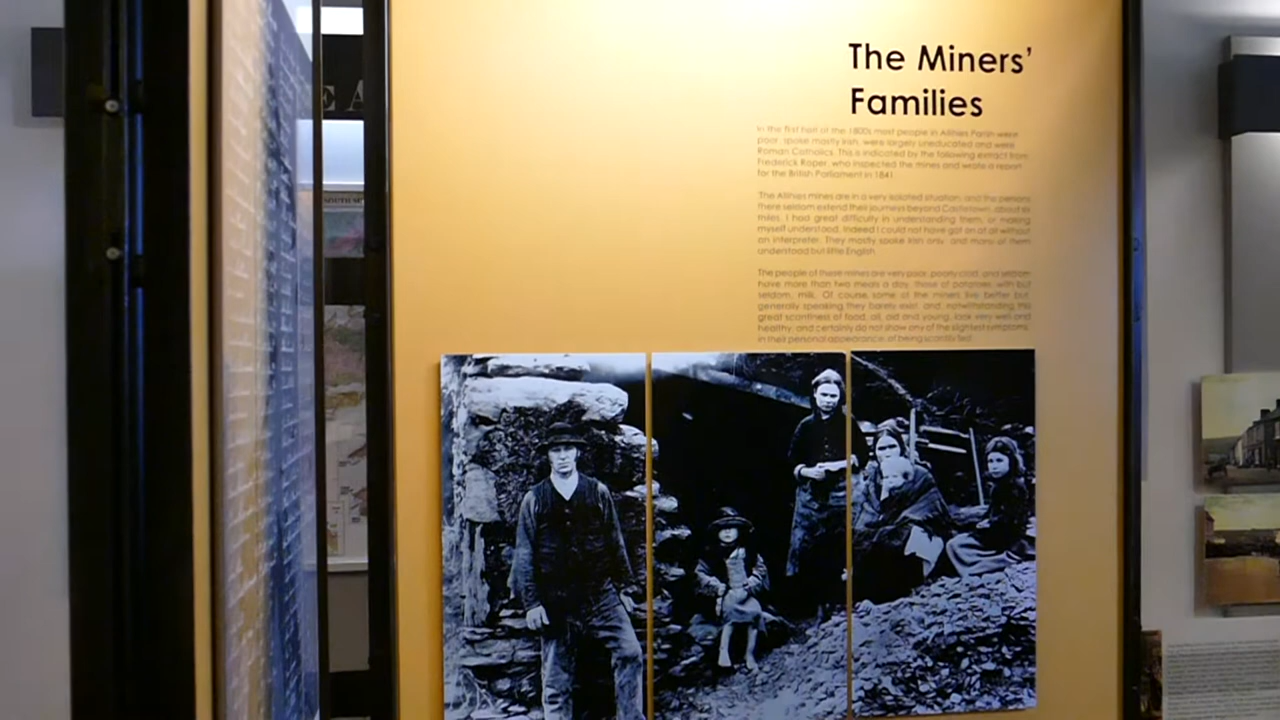 The Miners'
Families
In the first half of the 1800s most people in Allihies Parish were
poor, spoke mostly Irish, were largely uneducated and were
Roman Catholics. This is indicated by the following extract from
Frederick Roper, who inspected the mines and wrote a report
for the British Parliament in 1841.
'The Allihies mines are in a very isolated situation, and the persons
there seldom extend their journeys beyond Castletown, about six
miles. I had great difficulty in understanding them, or making
myself understood. Indeed I could not have got on at all without
an interpreter. They mostly spoke Irish only, and many of them
understood but little English.
The people of these mines are very poor, poorly clad, and seldom
have more than two meals a day, those of potatoes, with but
seldom, milk. Of course, some of the miners live better but,
generally speaking they barely exist, and, notwithstanding this
great scantiness of food, all, old and young, look very well and
healthy, and certainly do not show any of the slightest symptoms,
in their personal appearance, of being scantily fed.
EA